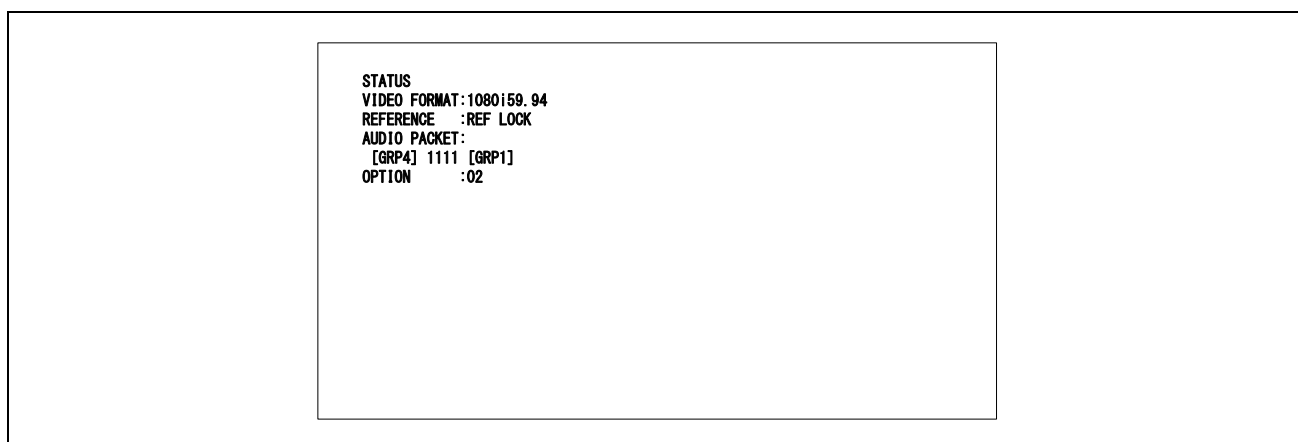 STATUS
VIDEO FORMAT:1080i59.94
REFERENCE   :REF LOCK
AUDIO PACKET:
 [GRP4] 1111 [GRP1]
OPTION      :02